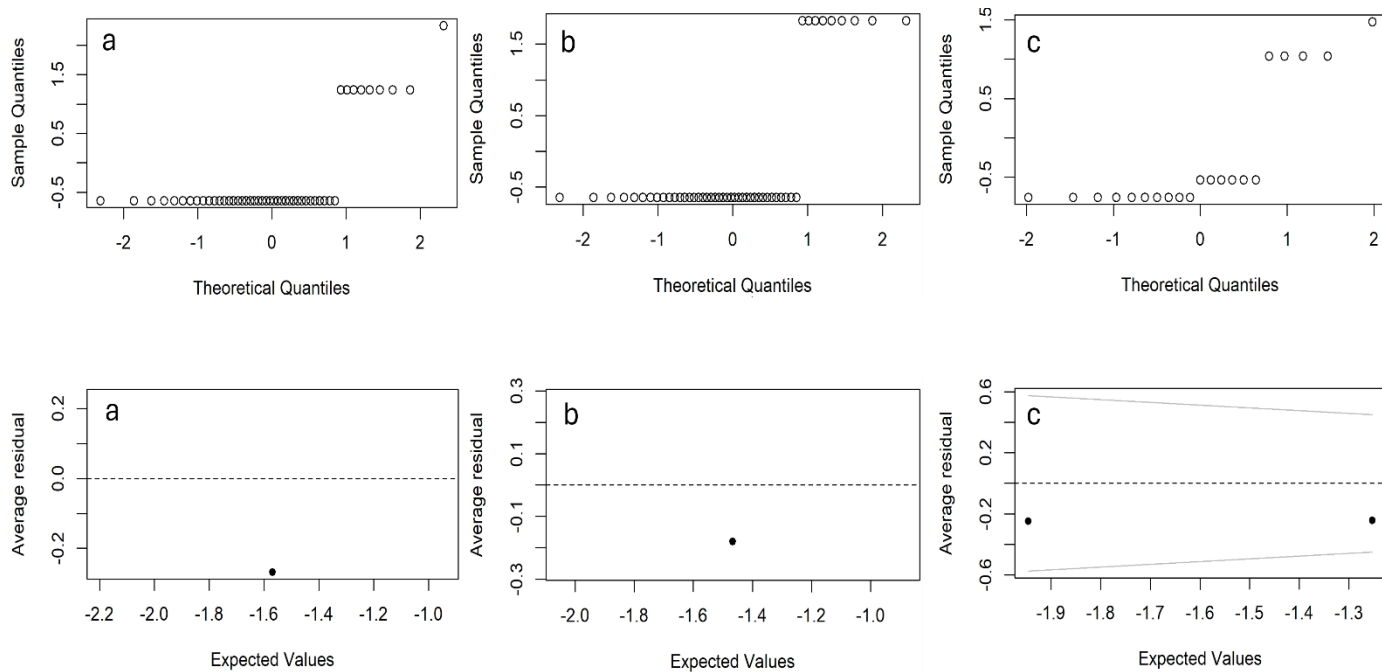 a
Sample Quantiles
-0.5 0.5 1.5
-2 -1 0 1 2
Theoretical Quantiles
b
Sample Quantiles
-0.5 0.5 1.5
-2 -1 0 1 2
Theoretical Quantiles
c
Sample Quantiles
-0.5 0.5 1.5
-2 -1 0 1 2
Theoretical Quantiles
a
Average residual
-0.2 0.0 0.2
-2.2 -2.0 -1.8 -1.6 -1.4 -1.2 -1.0
Expected Values
b
Average residual
-0.3 -0.1 0.1 0.3
-2.0 -1.8 -1.6 -1.4 -1.2 -1.0
Expected Values
c
Average residual
-0.6 -0.2 0.2 0.6
-1.9 -1.8 -1.7 -1.6 -1.5 -1.4 -1.3
Expected Values